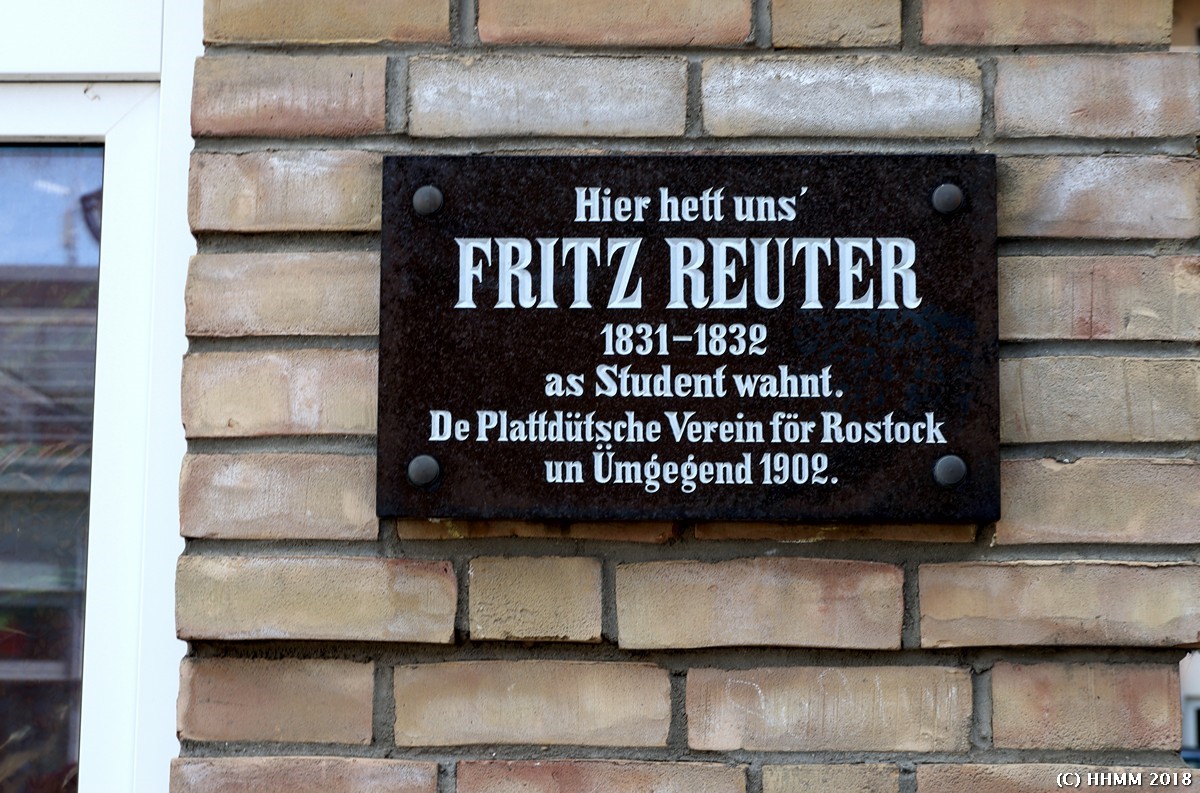 Hier hett uns'
FRITZ REUTER
1831-1832
as Student wahnt.
De Plattdütsche Verein för Rostock
un Ümgegend 1902.
(C) HHMM 2018